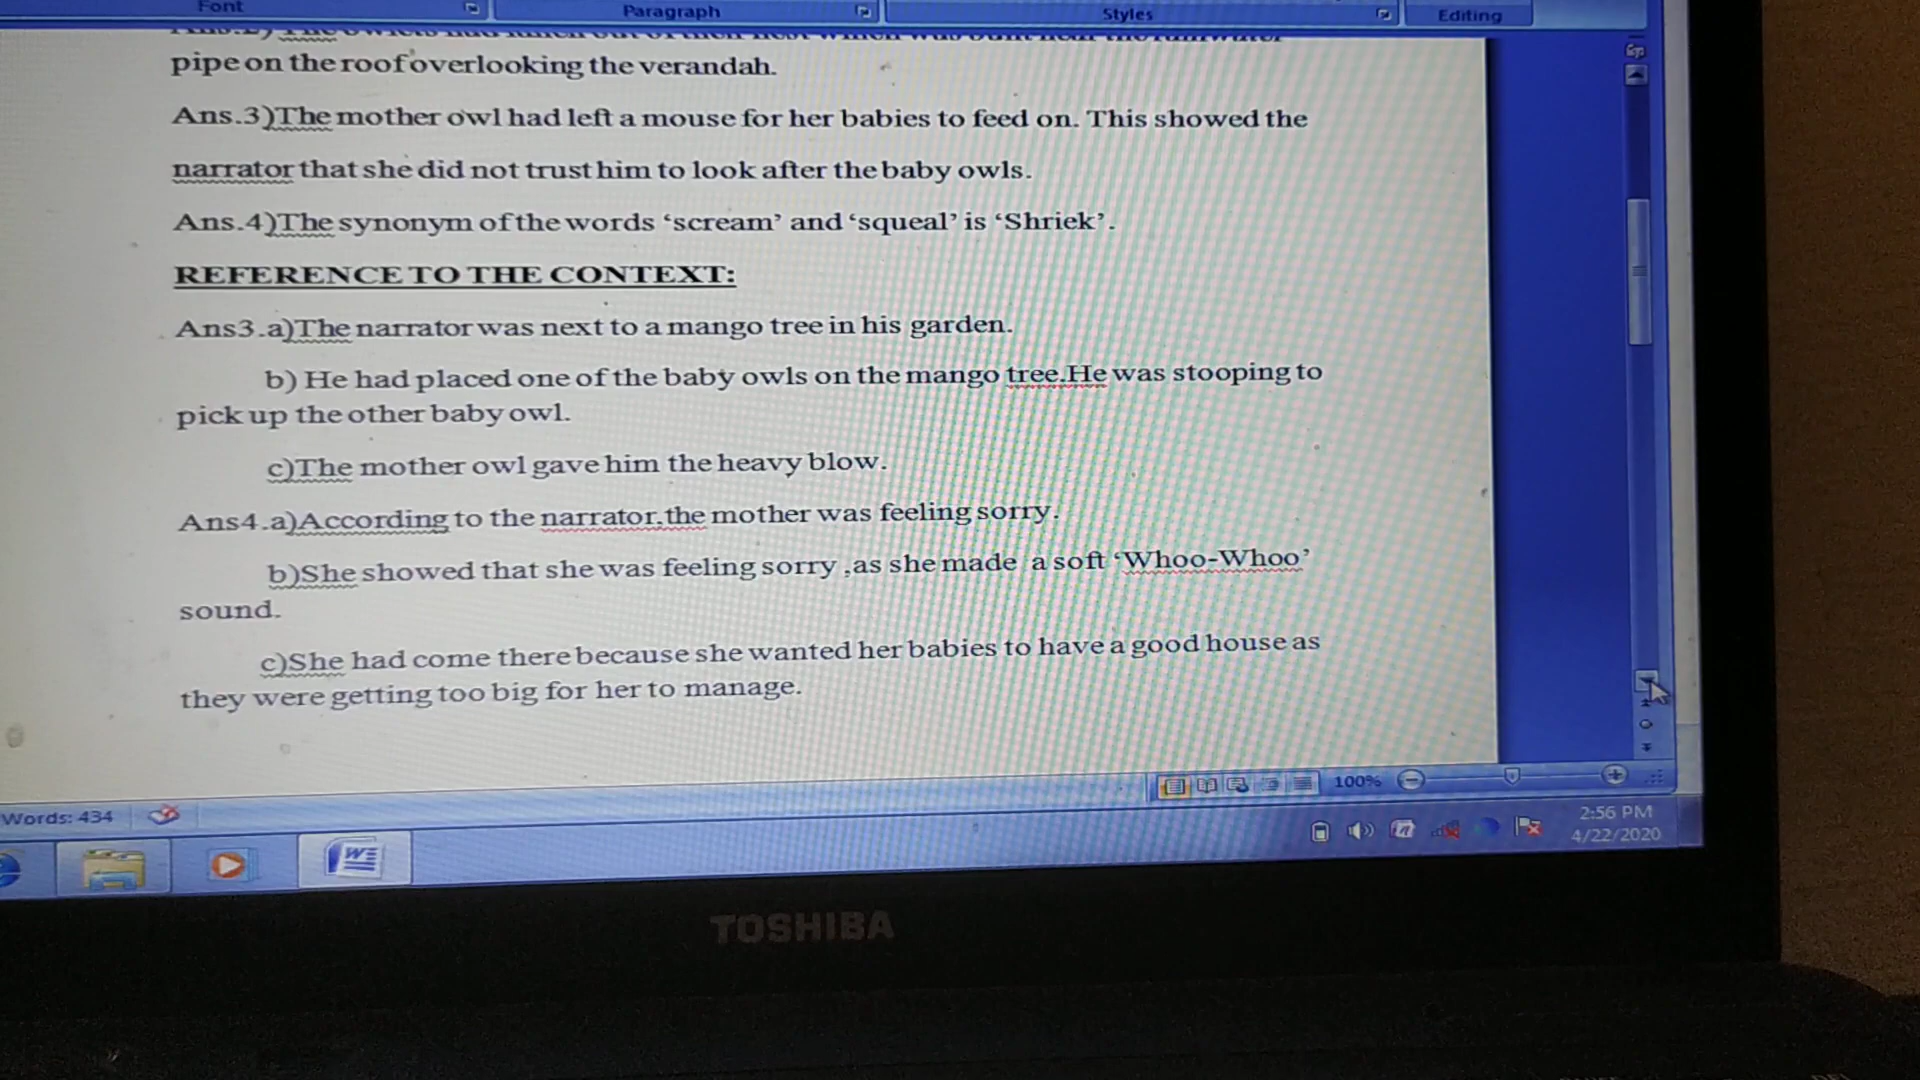 Font
Paragraph
Styles
Editing
pipe on the roof overlooking the verandah.
Ans.3)The mother owl had left a mouse for her babies to feed on. This showed the
narrator that she did not trust him to look after the baby owls.
Ans.4)The synonym of the words ‘scream’ and ‘squeal’ is ‘Shriek’.
REFERENCE TO THE CONTEXT:
Ans3.a)The narrator was next to a mango tree in his garden.
b) He had placed one of the baby owls on the mango tree.He was stooping to
pick up the other baby owl.
c)The mother owl gave him the heavy blow.
Ans4.a)According to the narrator,the mother was feeling sorry.
b)She showed that she was feeling sorry ,as she made a soft ‘Whoo-Whoo’
sound.
c)She had come there because she wanted her babies to have a good house as
they were getting too big for her to manage.
100%
Words: 434
2:56 PM
4/22/2020
TOSHIBA